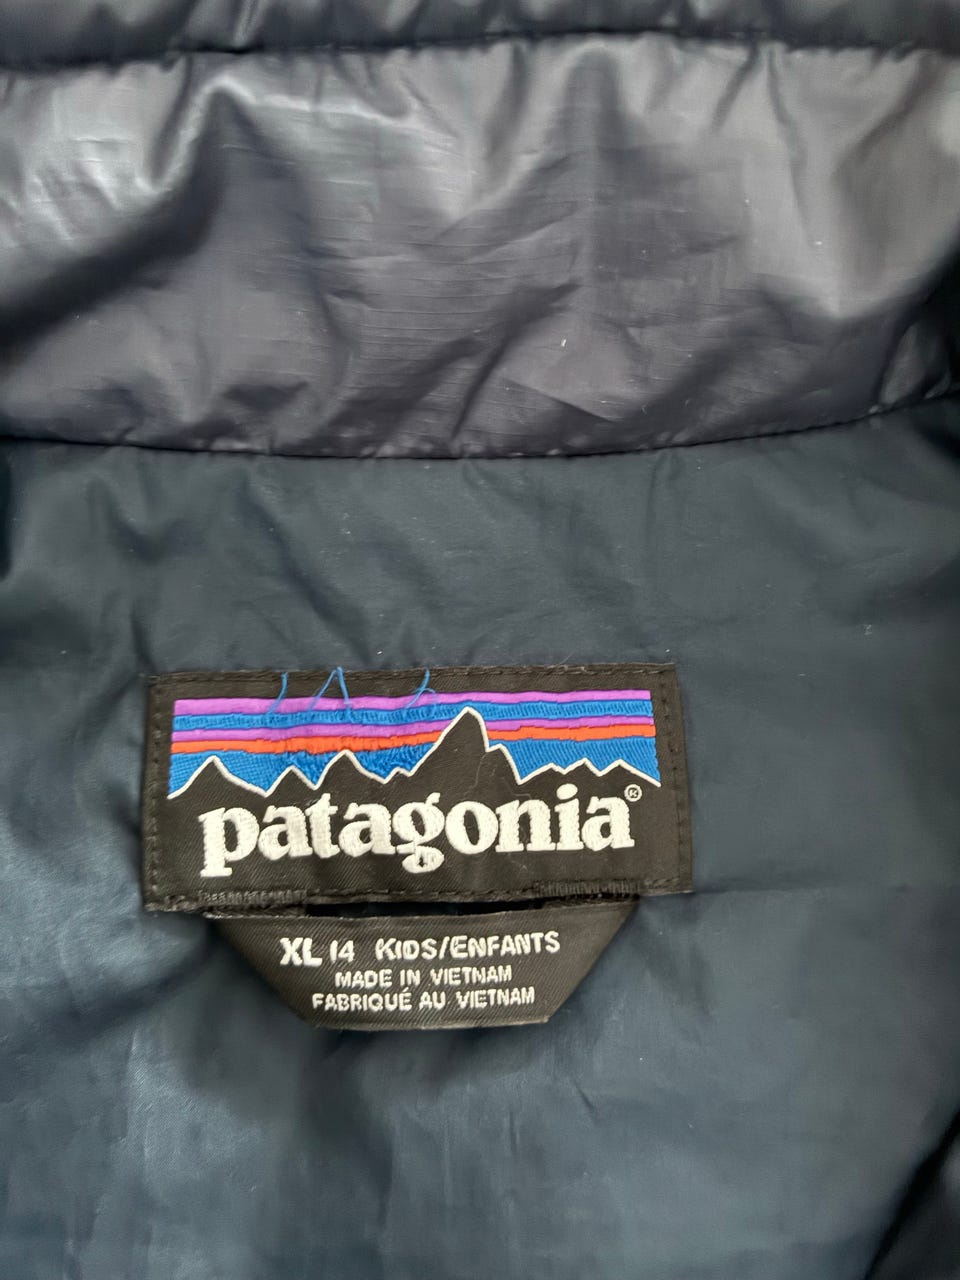 patagonia®
XL 14 KIDS/ENFANTS
MADE IN VIETNAM
FABRIQUÉ AU VIETNAM